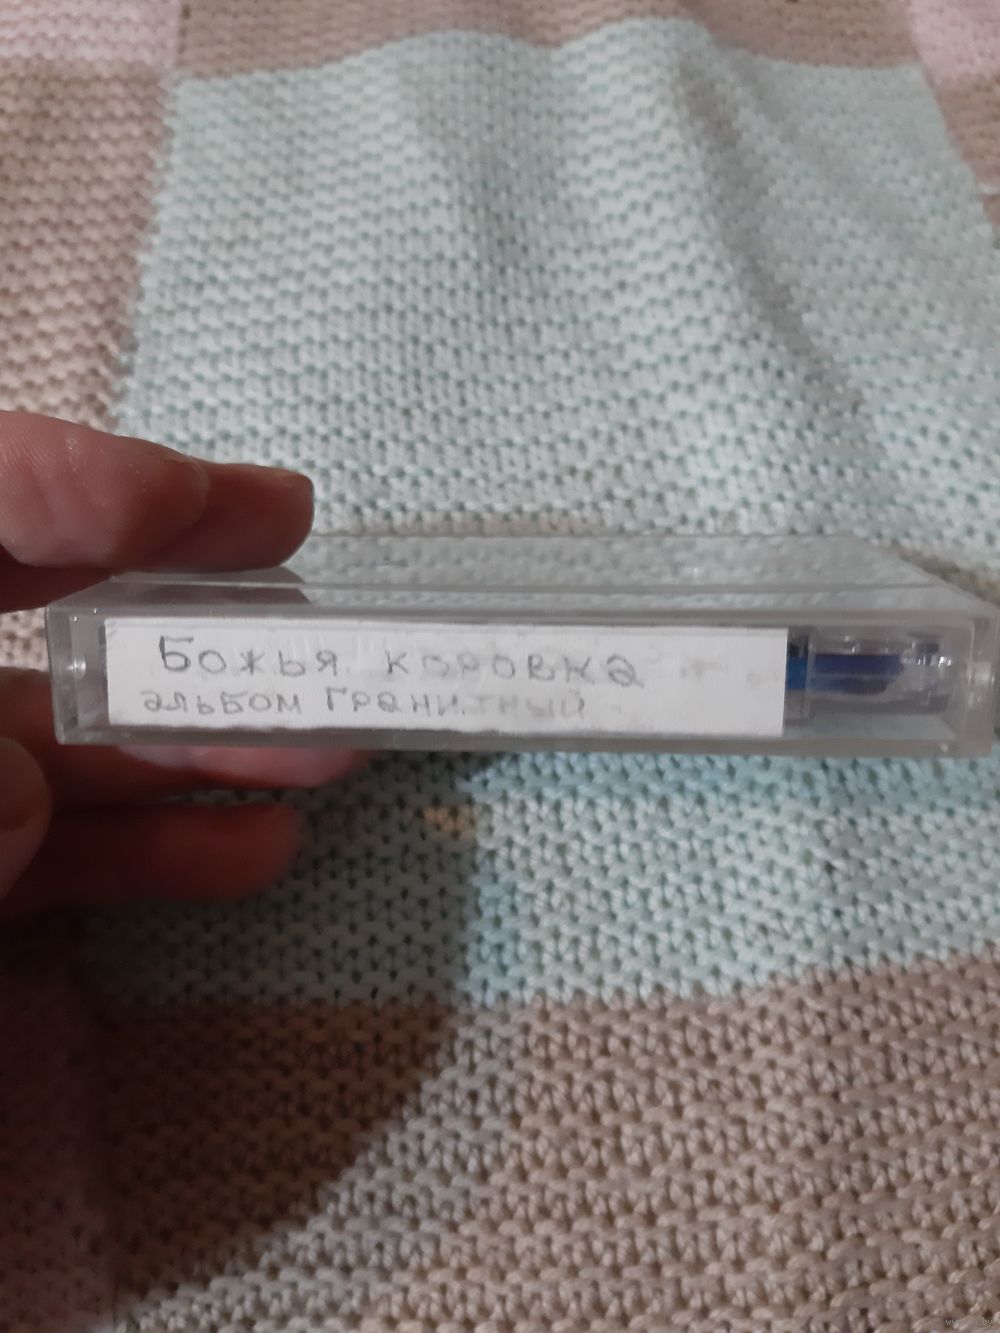 Божья коровка
альбом Гранитный